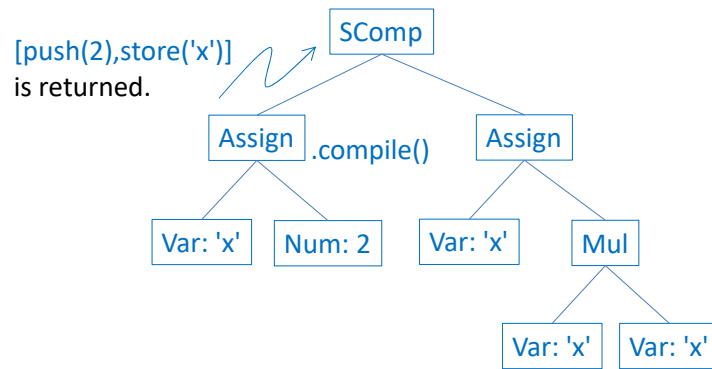 SComp
[push(2),store('x')]
is returned.
Assign
.compile()
Assign
Var: 'x'
Num: 2
Var: 'x'
Mul
Var: 'x'
Var: 'x'